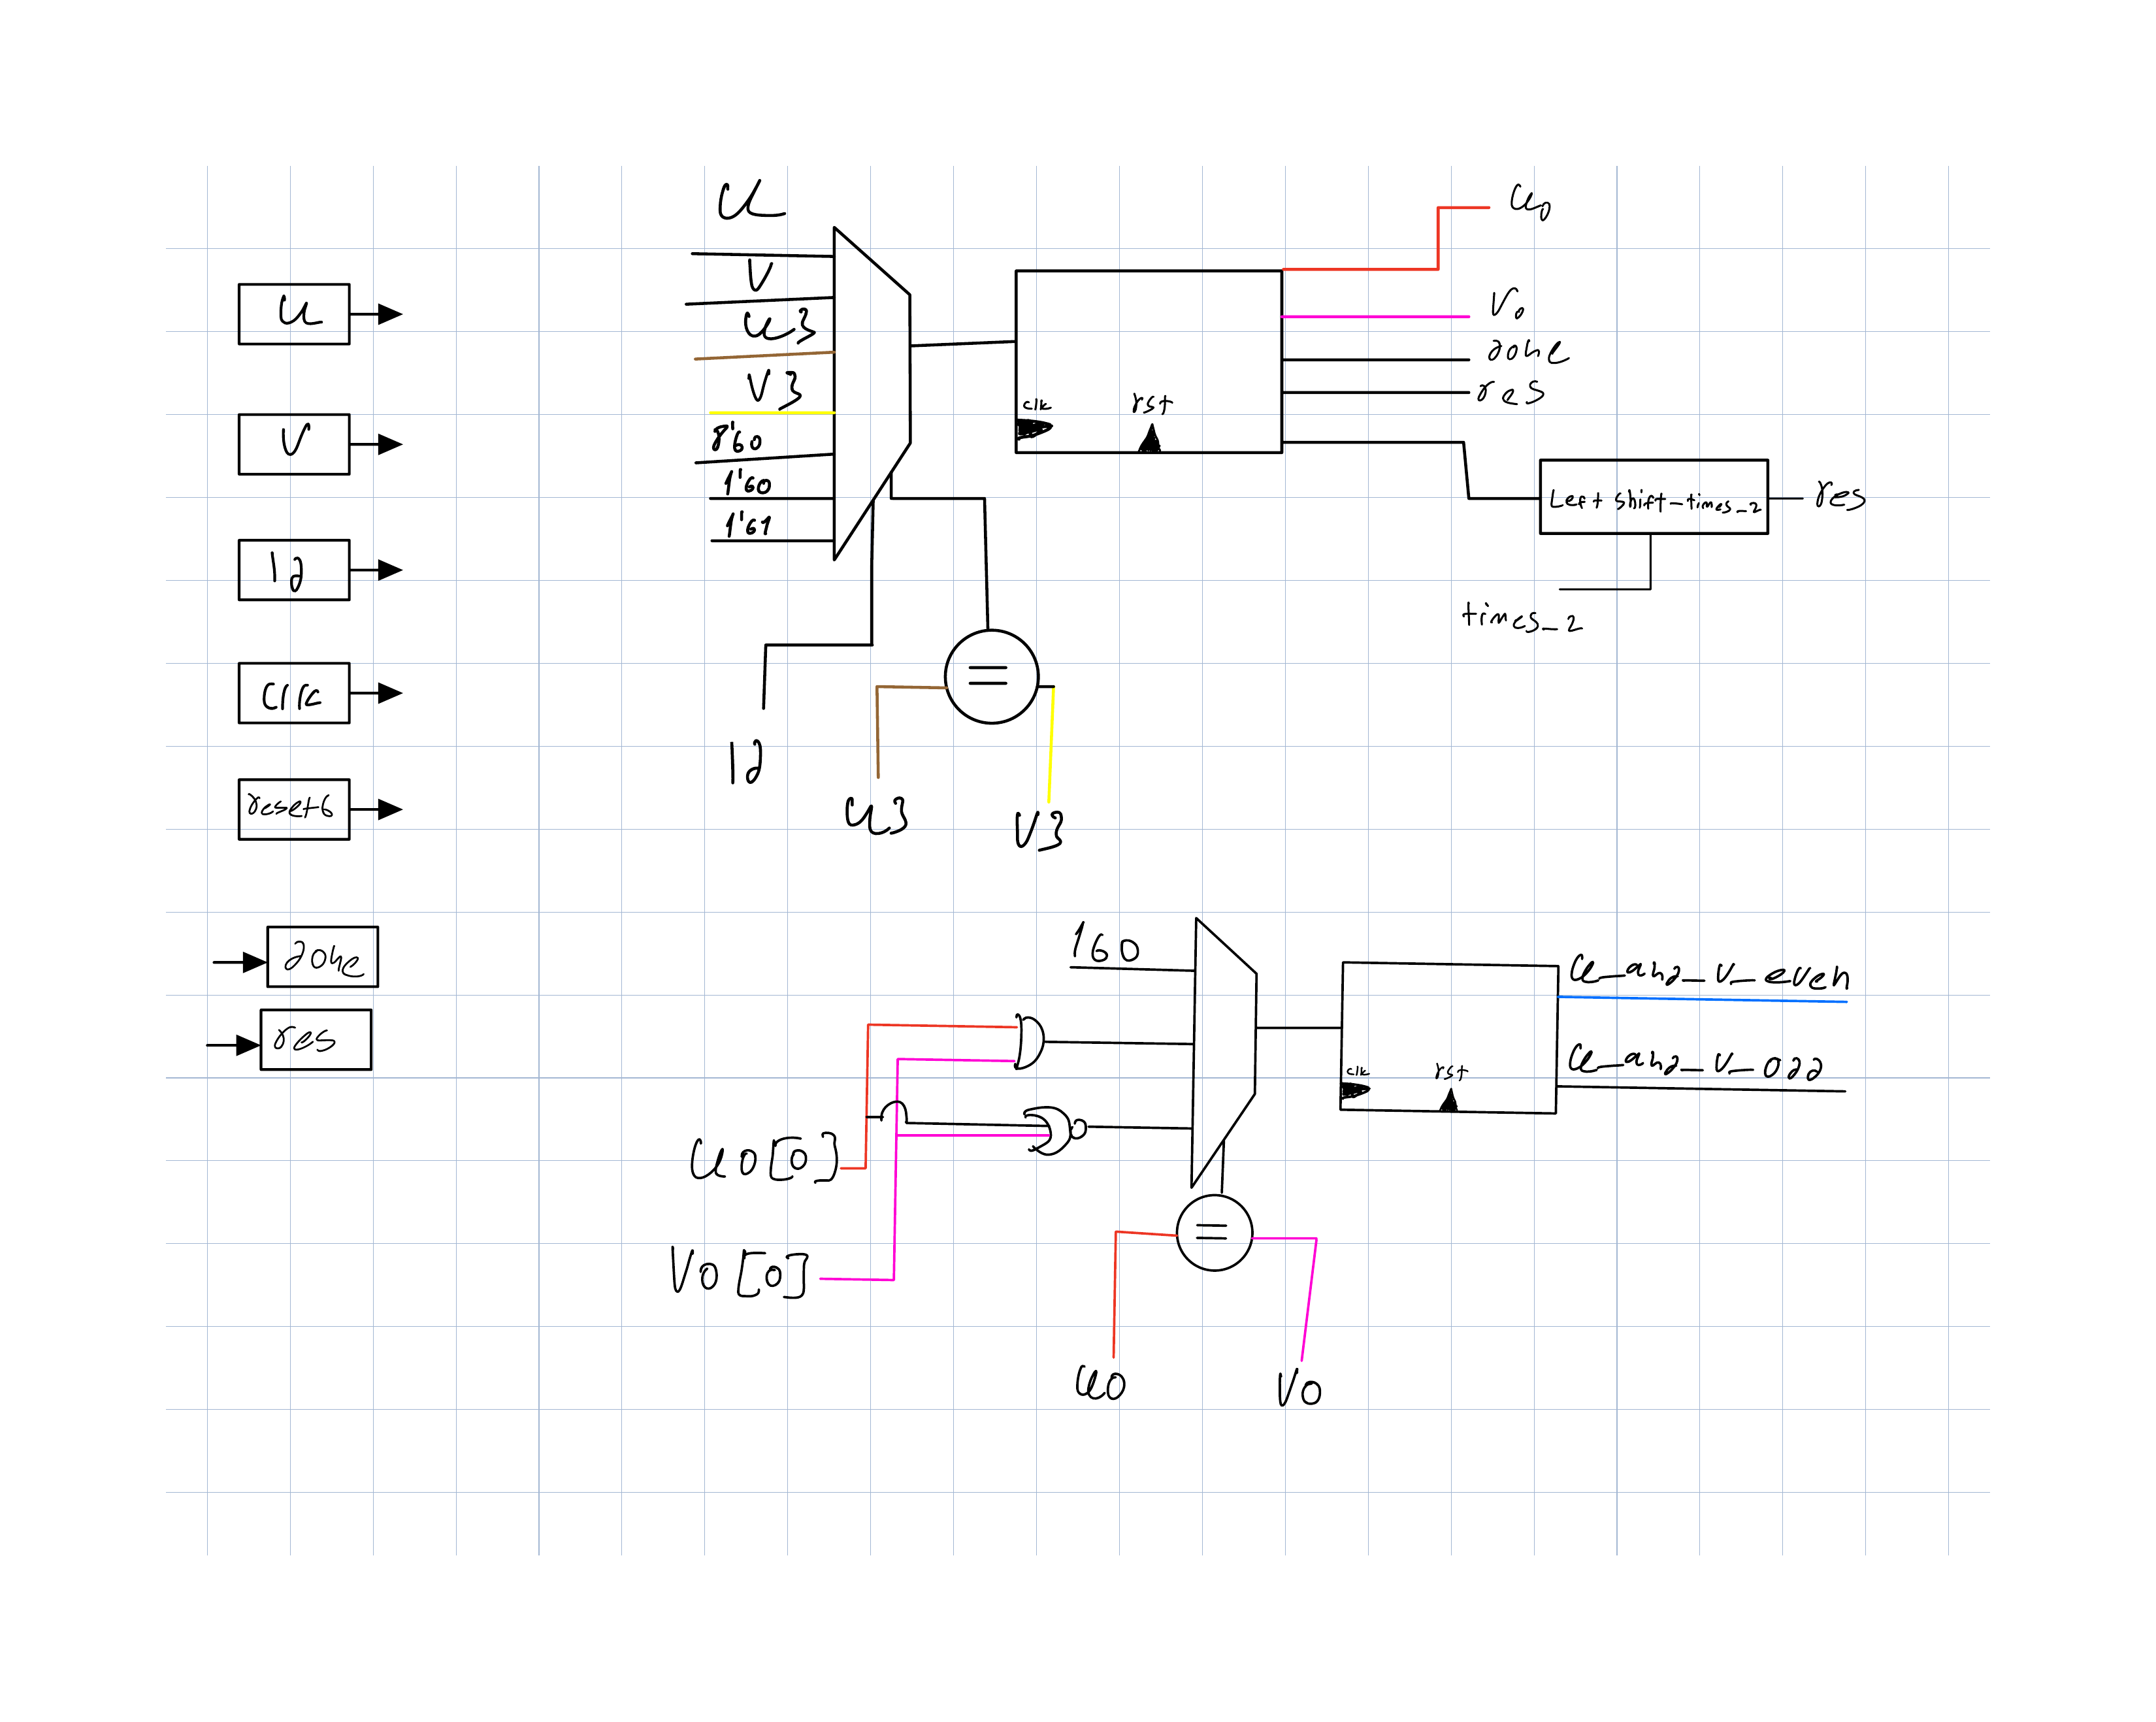 u
v
ld
clk
resetb
done
res
u
v
u3
v3
8'b0
1'b0
1'b1
clk
rst
u0
v0
done
res
Left shift-times_2
res
times_2
ld
u3
v3
1b0
u0[0]
v0[0]
clk
rst
u_and_v_even
u_and_v_odd
u0
v0